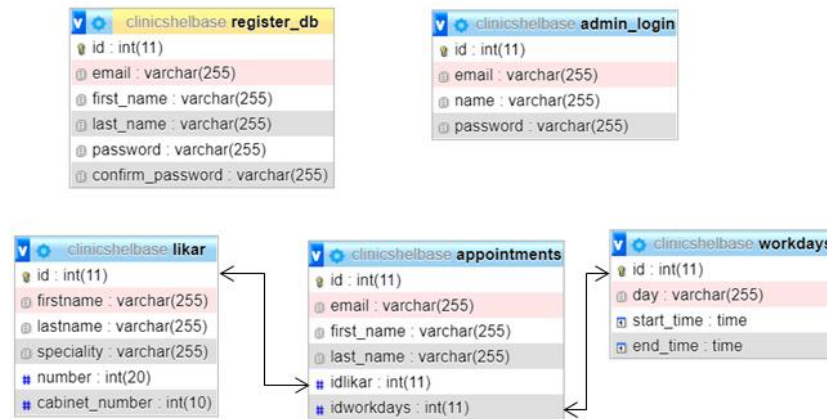 clinicshelbase register_db
id : int(11)
email : varchar(255)
first_name : varchar(255)
last_name : varchar(255)
password : varchar(255)
confirm_password : varchar(255)
clinicshelbase admin_login
id : int(11)
email : varchar(255)
name : varchar(255)
password : varchar(255)
clinicshelbase likar
id : int(11)
firstname : varchar(255)
lastname : varchar(255)
speciality : varchar(255)
number : int(20)
cabinet_number : int(10)
clinicshelbase appointments
id : int(11)
email : varchar(255)
first_name : varchar(255)
last_name : varchar(255)
idlikar : int(11)
idworkdays : int(11)
clinicshelbase workdays
id : int(11)
day : varchar(255)
start_time : time
end_time : time